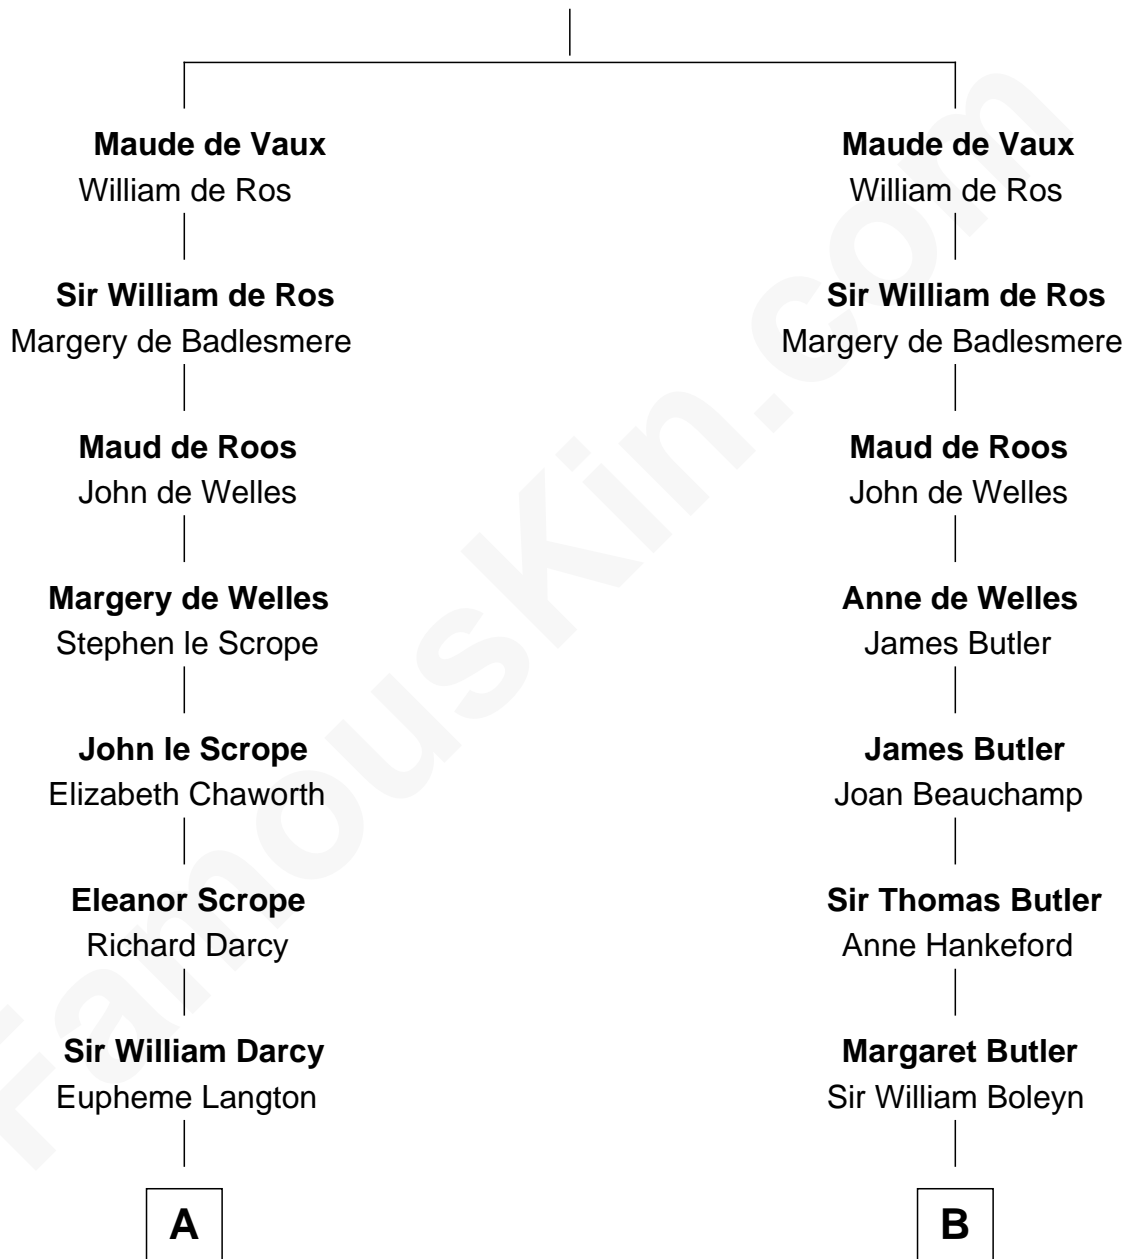 Maude de Vaux
William de Ros
Sir William de Ros
Margery de Badlesmere
Maud de Roos
John de Welles
Margery de Welles
Stephen le Scrope
John le Scrope
Elizabeth Chaworth
Eleanor Scrope
Richard Darcy
Sir William Darcy
Eupheme Langton
A
Maude de Vaux
William de Ros
Sir William de Ros
Margery de Badlesmere
Maud de Roos
John de Welles
Anne de Welles
James Butler
James Butler
Joan Beauchamp
Sir Thomas Butler
Anne Hankeford
Margaret Butler
Sir William Boleyn
B
FamousKin.com